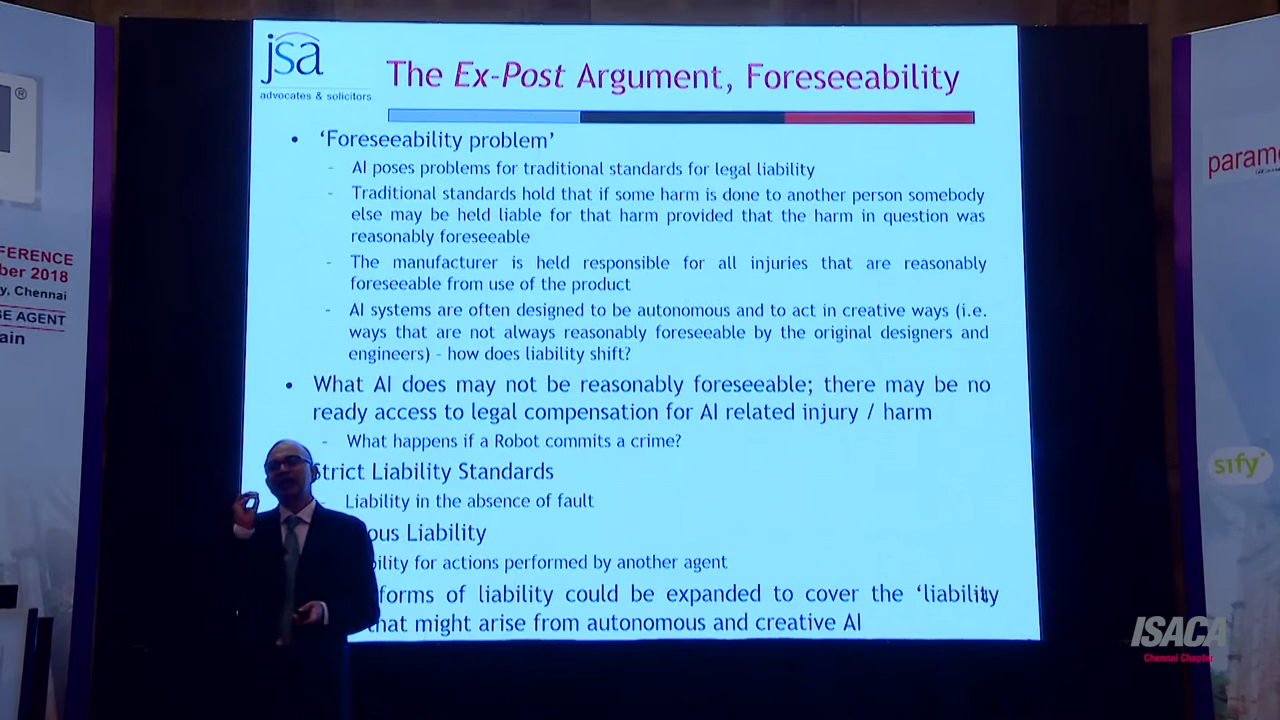 jsa
advocates & solicitors
The Ex-Post Argument, Foreseeability
• ‘Foreseeability problem’
- AI poses problems for traditional standards for legal liability
- Traditional standards hold that if some harm is done to another person somebody
else may be held liable for that harm provided that the harm in question was
reasonably foreseeable
- The manufacturer is held responsible for all injuries that are reasonably
foreseeable from use of the product
- AI systems are often designed to be autonomous and to act in creative ways (i.e.
ways that are not always reasonably foreseeable by the original designers and
engineers) - how does liability shift?
• What AI does may not be reasonably foreseeable; there may be no
ready access to legal compensation for AI related injury / harm
- What happens if a Robot commits a crime?
Strict Liability Standards
- Liability in the absence of fault
ous Liability
bility for actions performed by another agent
forms of liability could be expanded to cover the ‘liability
that might arise from autonomous and creative AI
®
FERENCE
ber 2018
y, Chennai
GE AGENT
ain
param
sify
ISACA
Chennai Chapter